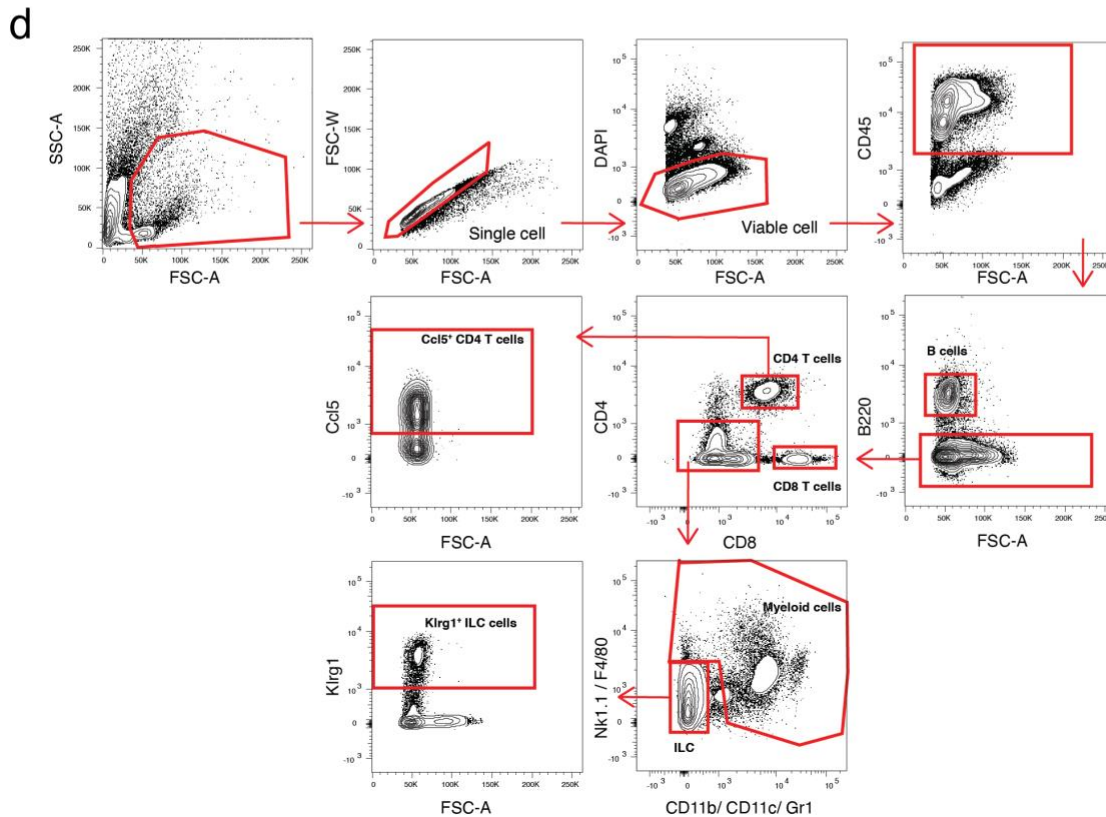 d
250K
200K
150K
100K
50K
0
SSC-A
0 50K 100K 150K 200K 250K
FSC-A
250K
200K
150K
100K
50K
0
FSC-W
Single cell
0 50K 100K 150K 200K 250K
FSC-A
10^5
10^4
10^3
0
-10^3
DAPI
Viable cell
0 50K 100K 150K 200K 250K
FSC-A
10^5
10^4
10^3
0
-10^3
CD45
0 50K 100K 150K 200K 250K
FSC-A
10^5
10^4
10^3
0
-10^3
Ccl5
Ccl5+ CD4 T cells
0 50K 100K 150K 200K 250K
FSC-A
10^5
10^4
10^3
0
-10^3
CD4
CD4 T cells
CD8 T cells
-10^3 0 10^3 10^4 10^5
CD8
10^5
10^4
10^3
0
-10^3
B220
B cells
0 50K 100K 150K 200K 250K
FSC-A
10^5
10^4
10^3
0
-10^3
Klrg1
Klrg1+ ILC cells
0 50K 100K 150K 200K 250K
FSC-A
10^5
10^4
10^3
0
-10^3
Nk1.1 / F4/80
Myeloid cells
ILC
-10^3 0 10^3 10^4 10^5
CD11b/ CD11c/ Gr1